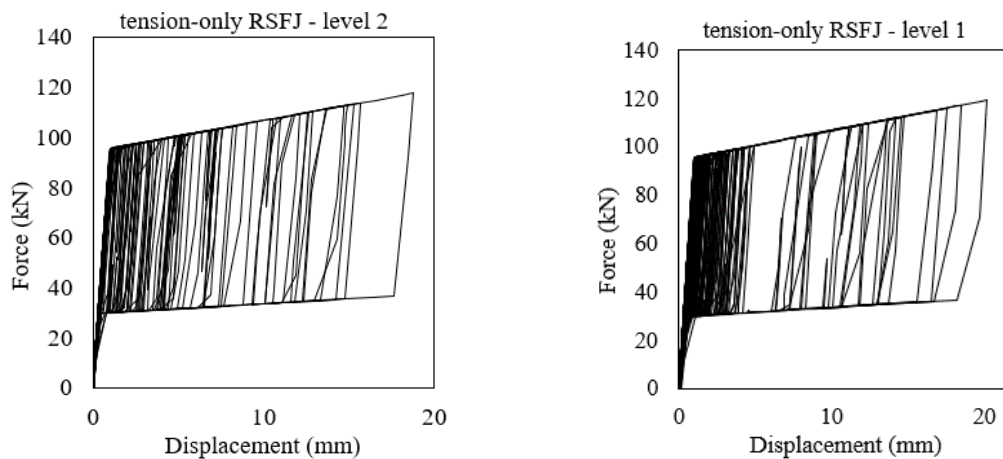 tension-only RSFJ - level 2
140
120
100
80
60
40
20
0
Force (kN)
0 10 20
Displacement (mm)
tension-only RSFJ - level 1
140
120
100
80
60
40
20
0
Force (kN)
0 10 20
Displacement (mm)